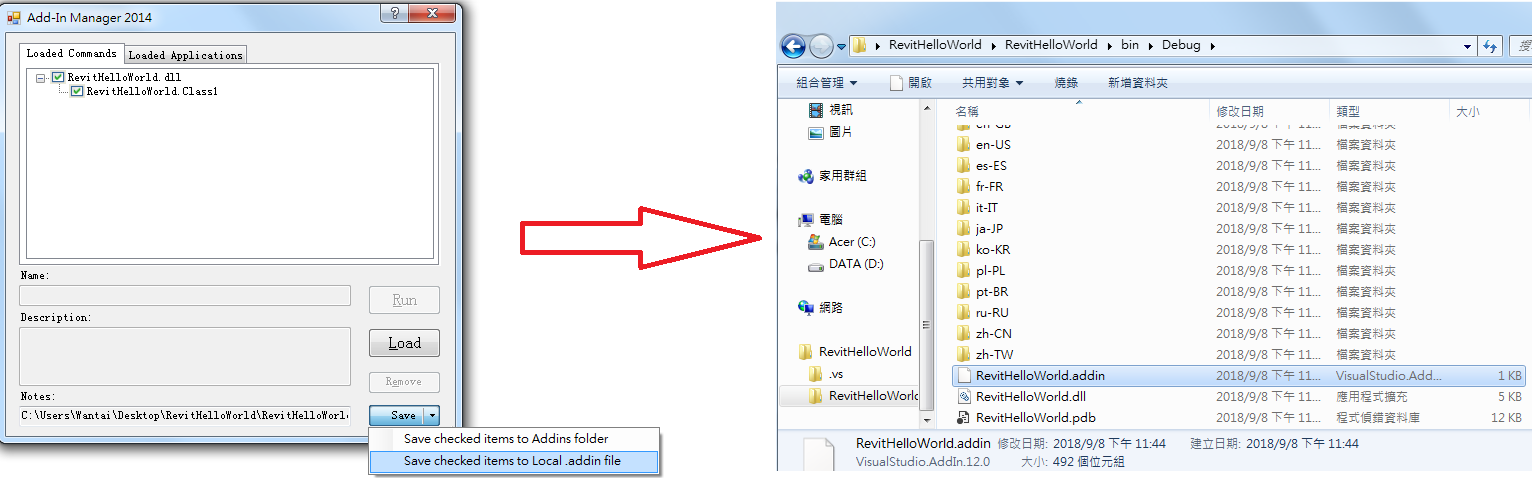 Add-In Manager 2014
Loaded Commands
Loaded Applications
RevitHelloWorld.dll
RevitHelloWorld.Class1
Name:
Run
Description:
Load
Remove
Notes:
C:\Users\Wantai\Desktop\RevitHelloWorld\RevitHelloWorl
Save
Save checked items to Addins folder
Save checked items to Local .addin file
RevitHelloWorld
RevitHelloWorld
bin
Debug
組合管理
開啟
共用對象
燒錄
新增資料夾
視訊
圖片
家用群組
電腦
Acer (C:)
DATA (D:)
網路
RevitHelloWorld
.vs
RevitHelloWorld
名稱 修改日期 類型 大小
en-GB 2018/9/8 下午 11... 檔案資料夾
en-US 2018/9/8 下午 11... 檔案資料夾
es-ES 2018/9/8 下午 11... 檔案資料夾
fr-FR 2018/9/8 下午 11... 檔案資料夾
it-IT 2018/9/8 下午 11... 檔案資料夾
ja-JP 2018/9/8 下午 11... 檔案資料夾
ko-KR 2018/9/8 下午 11... 檔案資料夾
pl-PL 2018/9/8 下午 11... 檔案資料夾
pt-BR 2018/9/8 下午 11... 檔案資料夾
ru-RU 2018/9/8 下午 11... 檔案資料夾
zh-CN 2018/9/8 下午 11... 檔案資料夾
zh-TW 2018/9/8 下午 11... 檔案資料夾
RevitHelloWorld.addin 2018/9/8 下午 11... VisualStudio.Add... 1 KB
RevitHelloWorld.dll 2018/9/8 下午 11... 應用程式擴充 5 KB
RevitHelloWorld.pdb 2018/9/8 下午 11... 程式偵錯資料庫 12 KB
RevitHelloWorld.addin 修改日期: 2018/9/8 下午 11:44 建立日期: 2018/9/8 下午 11:44
VisualStudio.AddIn.12.0 大小: 492 個位元組